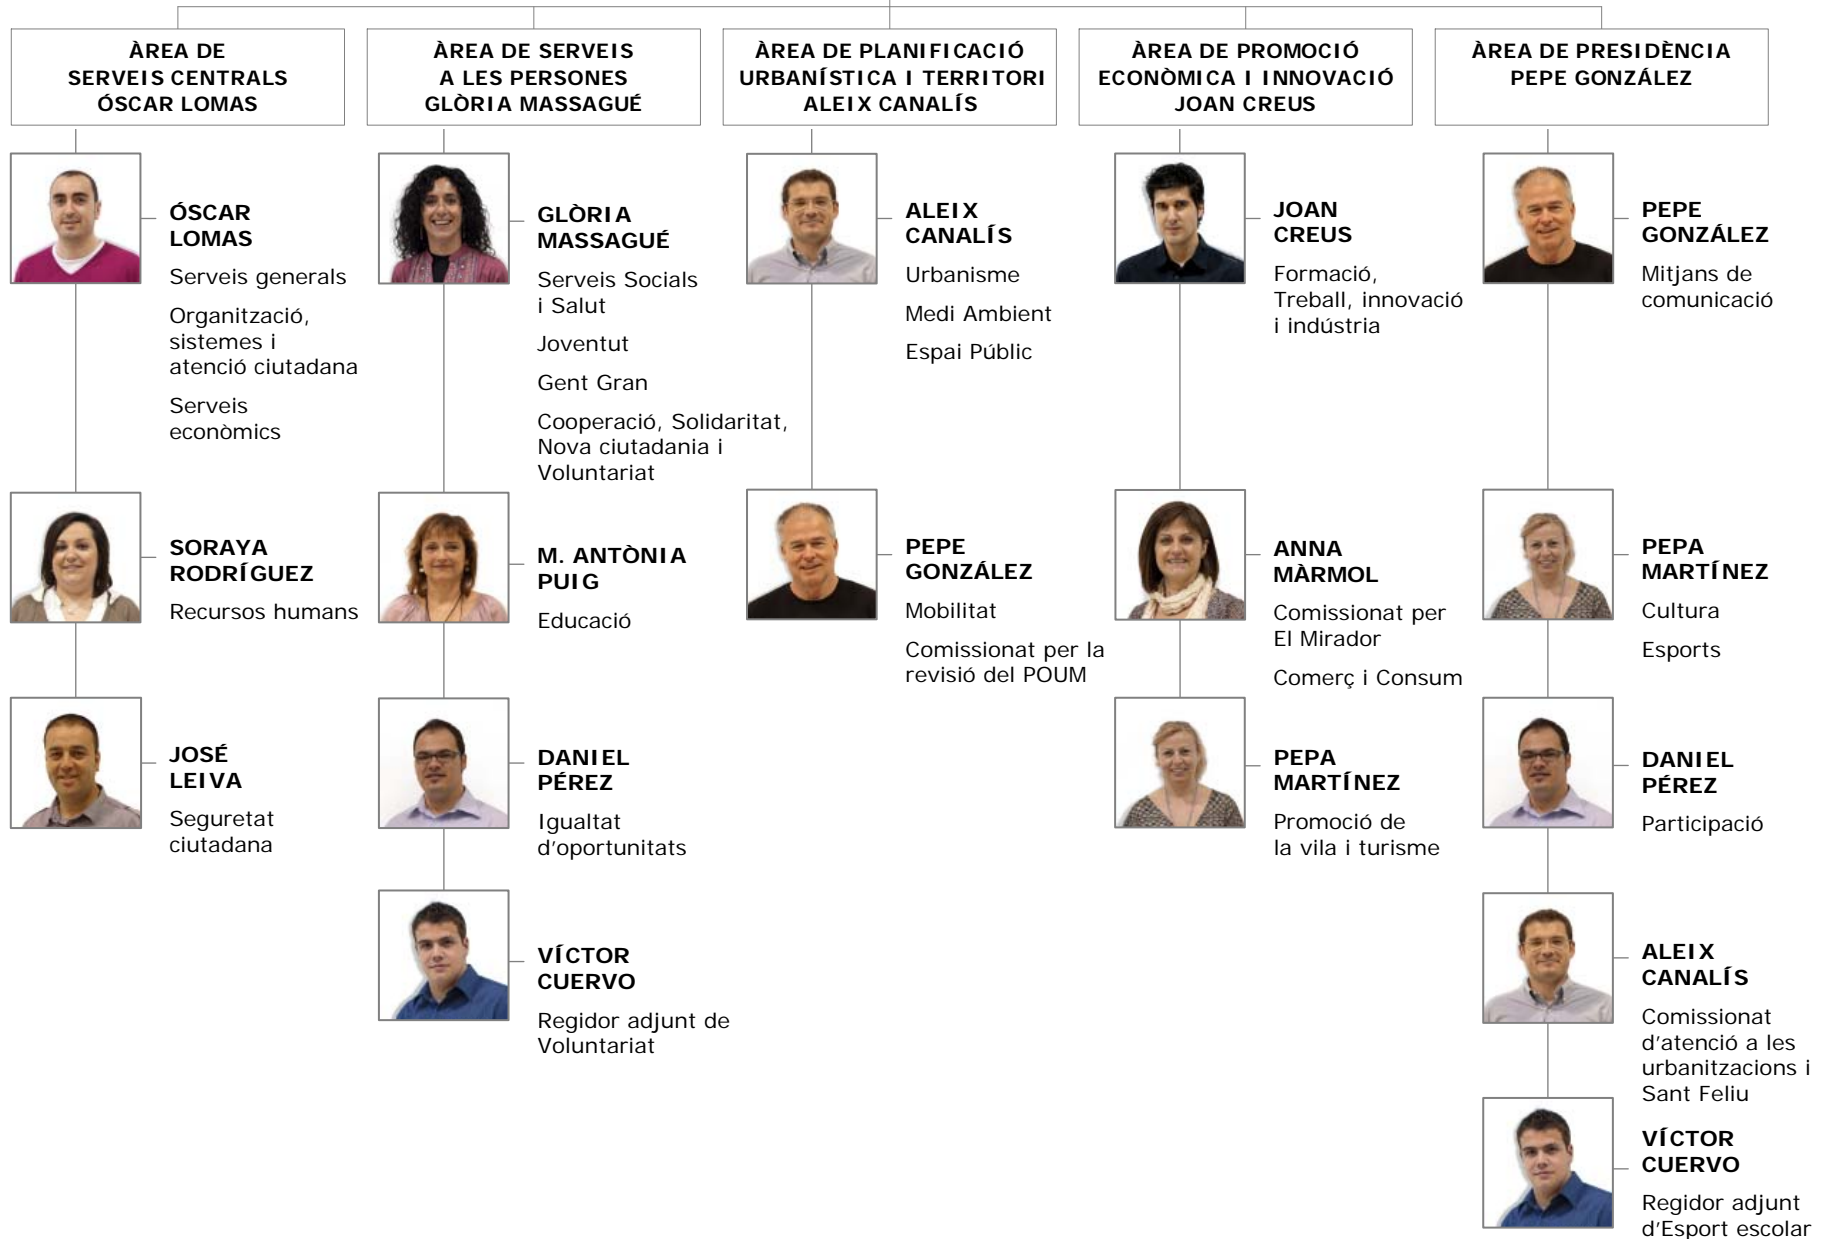 ÀREA DE
SERVEIS CENTRALS
ÓSCAR LOMAS
ÀREA DE SERVEIS
A LES PERSONES
GLÒRIA MASSAGUÉ
ÀREA DE PLANIFICACIÓ
URBANÍSTICA I TERRITORI
ALEIX CANALÍS
ÀREA DE PROMOCIÓ
ECONÒMICA I INNOVACIÓ
JOAN CREUS
ÀREA DE PRESIDÈNCIA
PEPE GONZÁLEZ
ÓSCAR
LOMAS
Serveis generals
Organització,
sistemes i
atenció ciutadana
Serveis
econòmics
SORAYA
RODRÍGUEZ
Recursos humans
JOSÉ
LEIVA
Seguretat
ciutadana
GLÒRIA
MASSAGUÉ
Serveis Socials
i Salut
Joventut
Gent Gran
Cooperació, Solidaritat,
Nova ciutadania i
Voluntariat
M. ANTÒNIA
PUIG
Educació
DANIEL
PÉREZ
Igualtat
d'oportunitats
VÍCTOR
CUERVO
Regidor adjunt de
Voluntariat
ALEIX
CANALÍS
Urbanisme
Medi Ambient
Espai Públic
PEPE
GONZÁLEZ
Mobilitat
Comissionat per la
revisió del POUM
JOAN
CREUS
Formació,
Treball, innovació
i indústria
ANNA
MÀRMOL
Comissionat per
El Mirador
Comerç i Consum
PEPA
MARTÍNEZ
Promoció de
la vila i turisme
PEPE
GONZÁLEZ
Mitjans de
comunicació
PEPA
MARTÍNEZ
Cultura
Esports
DANIEL
PÉREZ
Participació
ALEIX
CANALÍS
Comissionat
d'atenció a les
urbanitzacions i
Sant Feliu
VÍCTOR
CUERVO
Regidor adjunt
d'Esport escolar